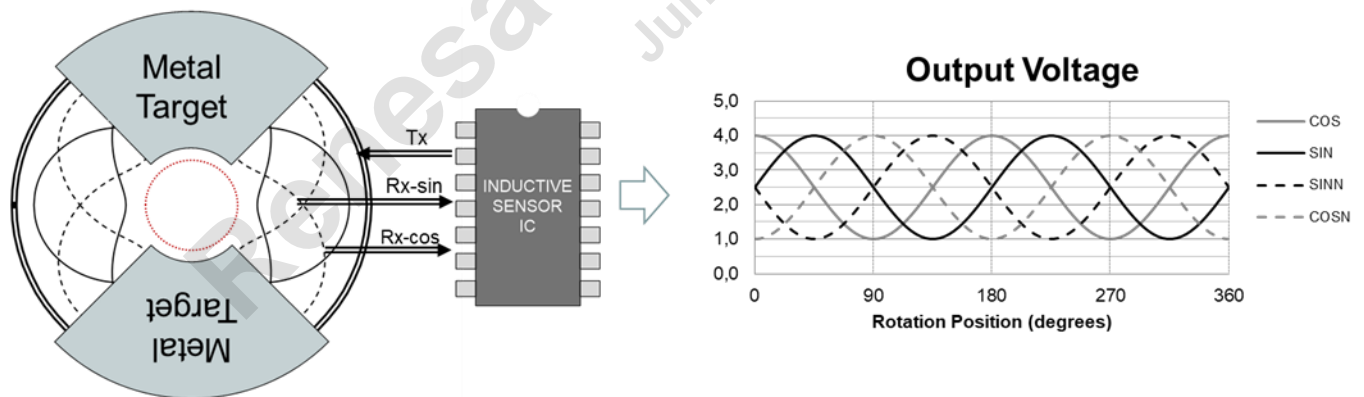 Metal
Target
Metal
Target
Tx
Rx-sin
Rx-cos
INDUCTIVE
SENSOR
IC
Output Voltage
5,0
4,0
3,0
2,0
1,0
0,0
0
90
180
270
360
Rotation Position (degrees)
COS
SIN
SINN
COSN
Renesa
Jun